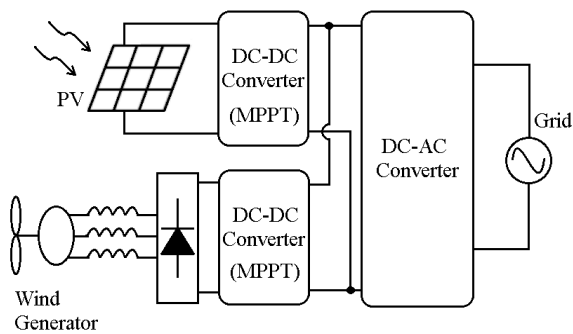 PV
DC-DC
Converter
(MPPT)
DC-AC
Converter
Grid
DC-DC
Converter
(MPPT)
Wind
Generator